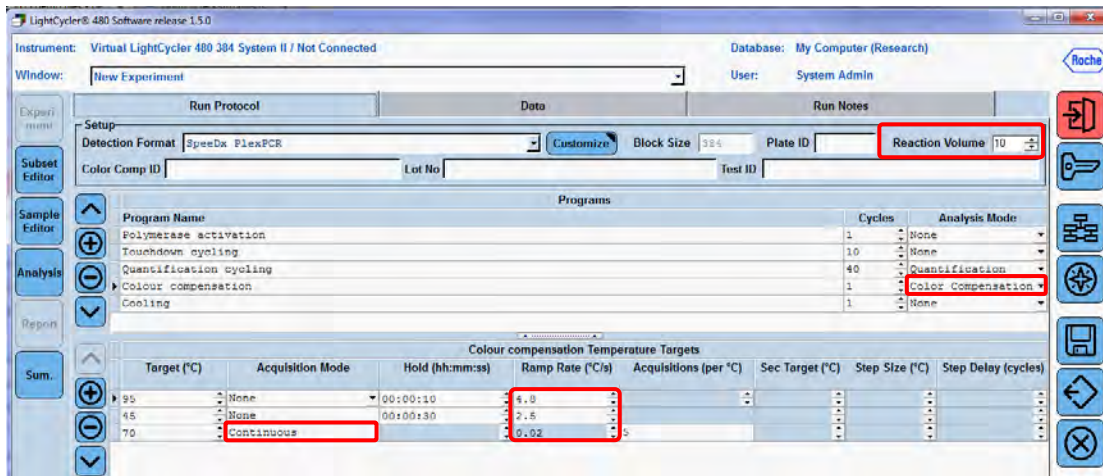 LightCycler® 480 Software release 1.5.0
Instrument: Virtual LightCycler 480 384 System II / Not Connected Database: My Computer (Research)
Window: New Experiment User: System Admin
Roche
Experiment Run Protocol Data Run Notes
Setup
Detection Format SpeeDx PlexPCR Customize Block Size 384 Plate ID Reaction Volume 10
Color Comp ID Lot No Test ID
Subset Editor
Sample Editor
Analysis
Report
Sum.
Programs
Program Name Cycles Analysis Mode
Polymerase activation 1 None
Touchdown cycling 10 None
Quantification cycling 40 Quantification
Colour compensation 1 Color Compensation
Cooling 1 None
Colour compensation Temperature Targets
Target (°C) Acquisition Mode Hold (hh:mm:ss) Ramp Rate (°C/s) Acquisitions (per °C) Sec Target (°C) Step Size (°C) Step Delay (cycles)
95 None 00:00:10 4.8
45 None 00:00:30 2.5
70 Continuous 0.02 5